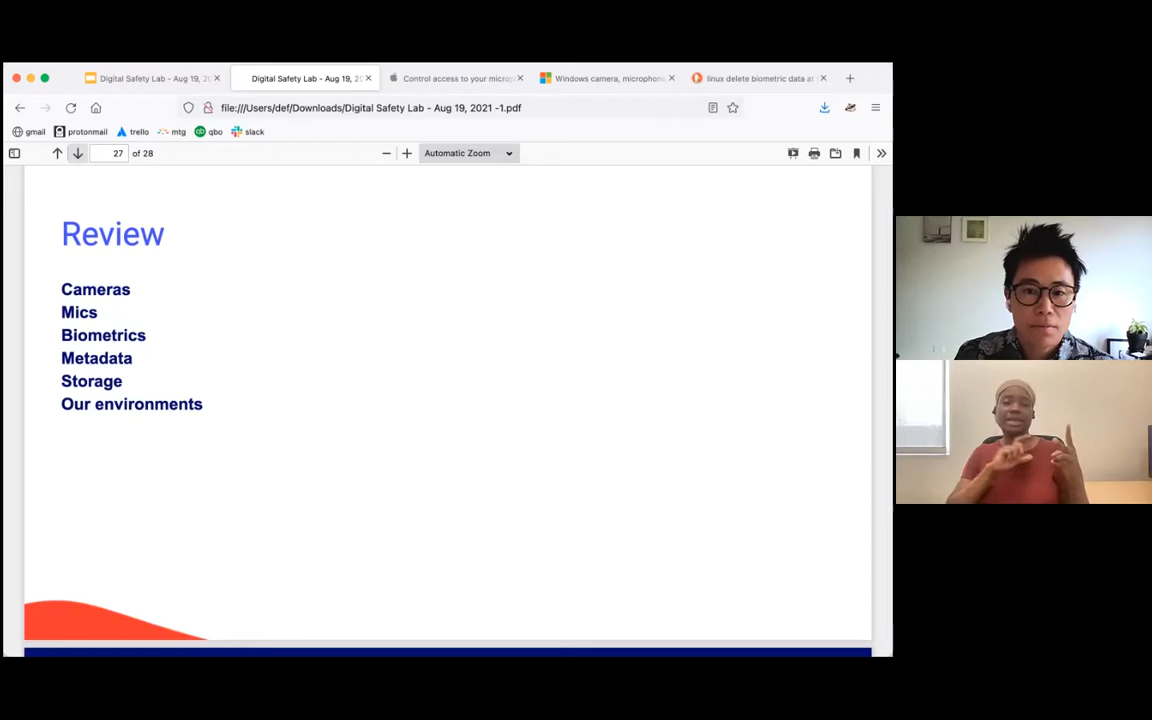 Digital Safety Lab - Aug 19, 20
Digital Safety Lab - Aug 19, 20
Control access to your microp
Windows camera, microphone
linux delete biometric data at
file:///Users/def/Downloads/Digital Safety Lab - Aug 19, 2021 -1.pdf
gmail
protonmail
trello
mtg
qbo
slack
27 of 28
Automatic Zoom
Review
Cameras
Mics
Biometrics
Metadata
Storage
Our environments